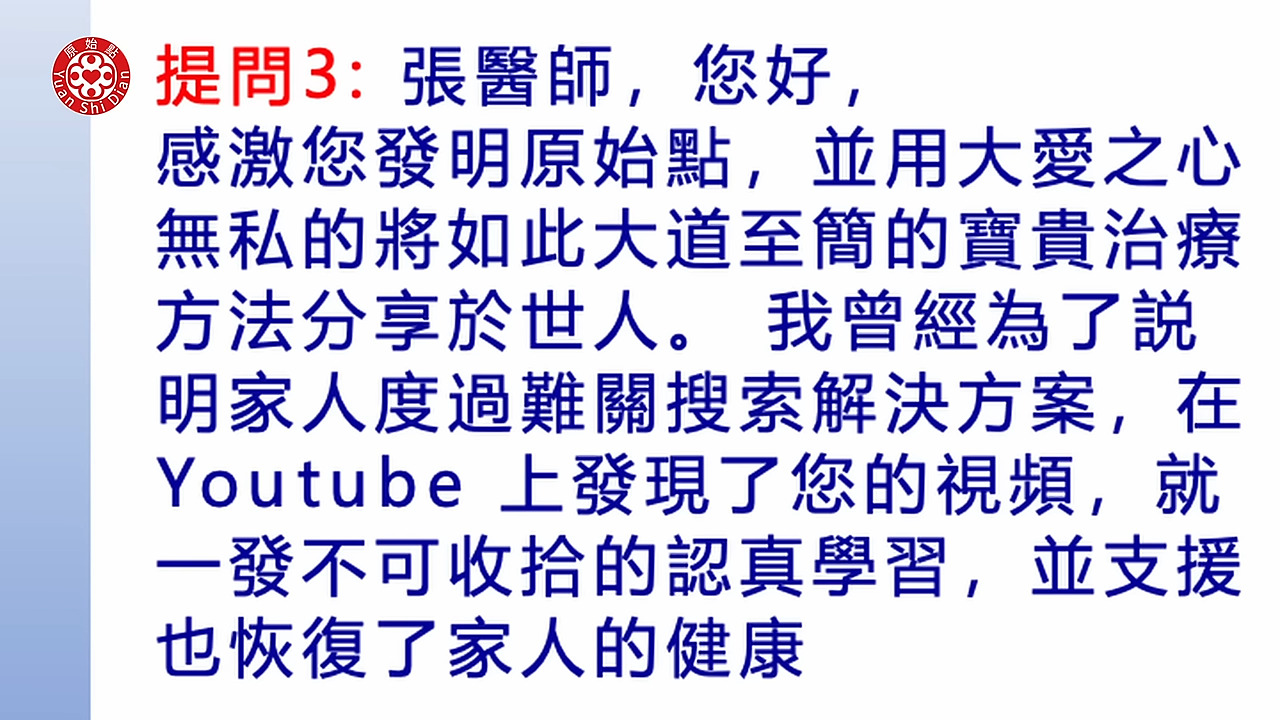 原始點
Yuan Shi Dian
提問3: 張醫師，您好，
感激您發明原始點，並用大愛之心
無私的將如此大道至簡的寶貴治療
方法分享於世人。 我曾經為了説
明家人度過難關搜索解決方案，在
Youtube 上發現了您的視頻，就
一發不可收拾的認真學習，並支援
也恢復了家人的健康